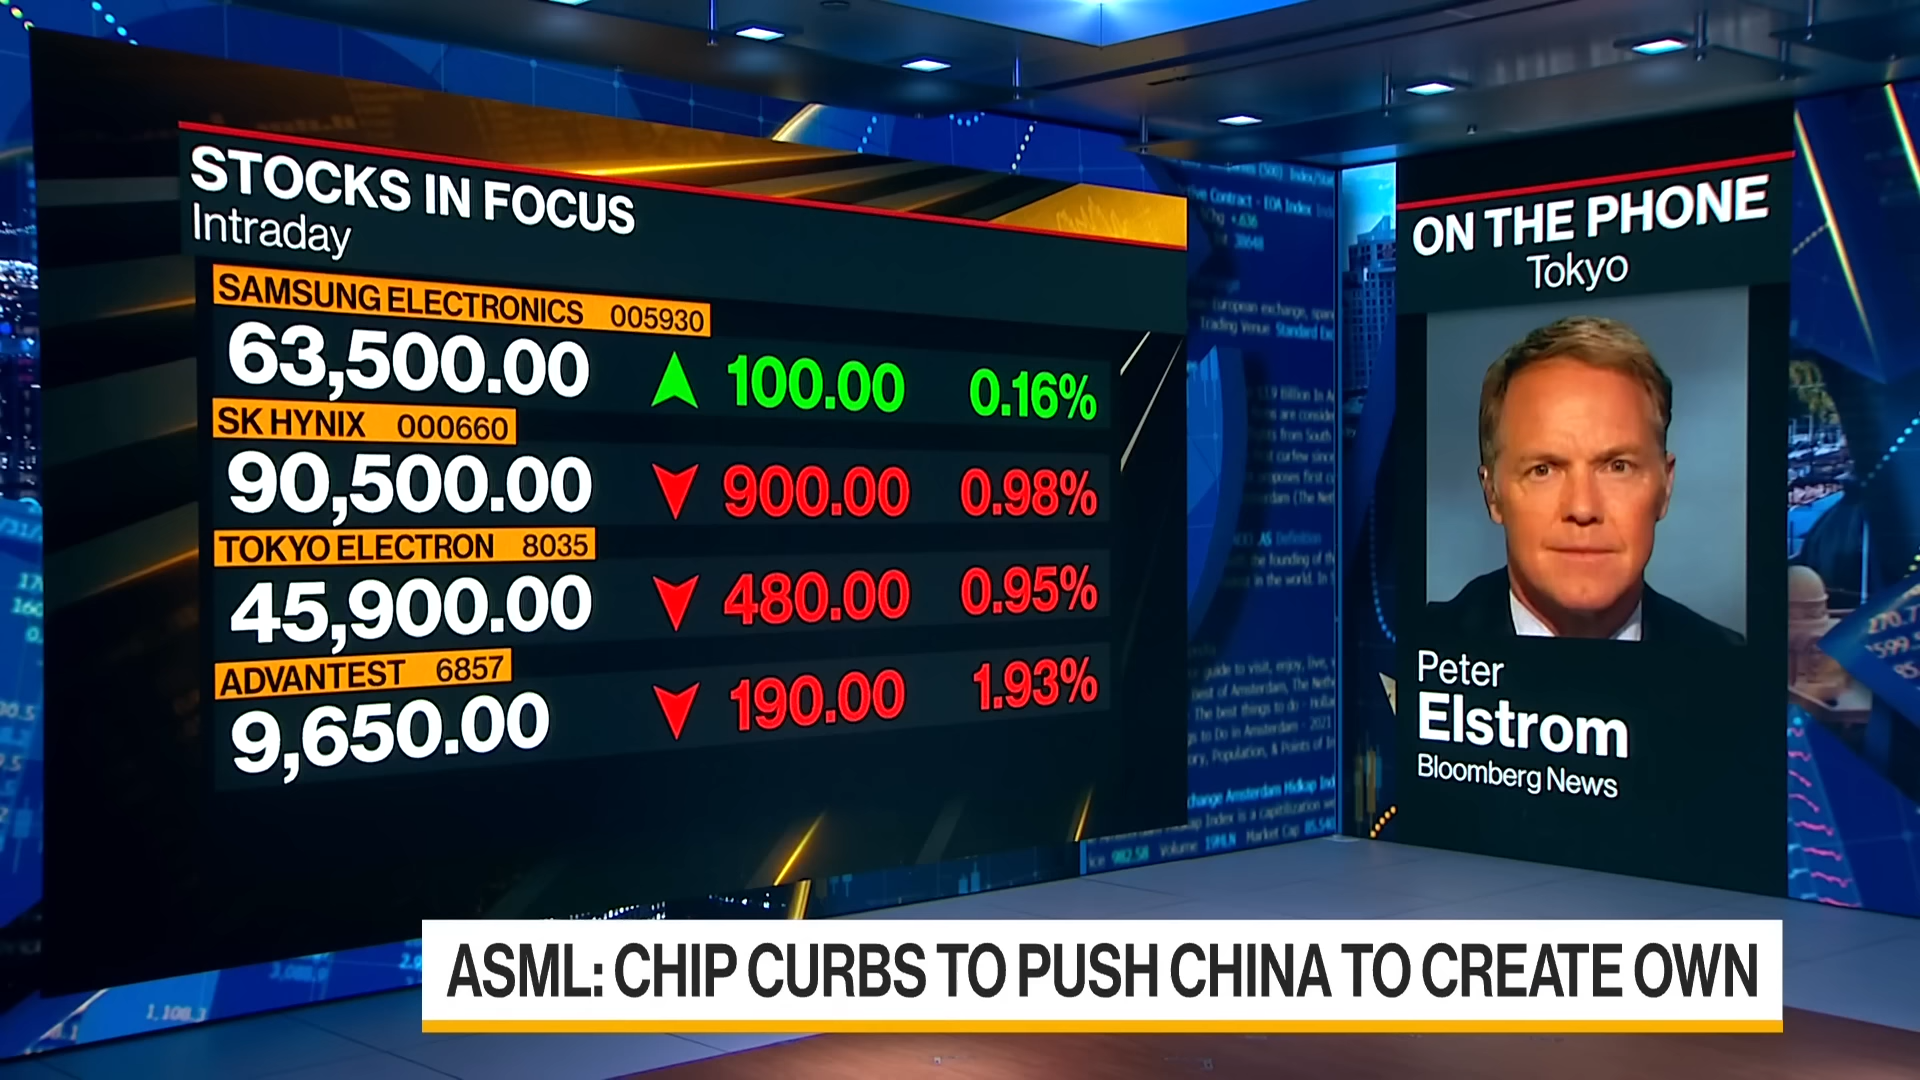 STOCKS IN FOCUS
Intraday
SAMSUNG ELECTRONICS 005930
63,500.00 100.00 0.16%
SK HYNIX 000660
90,500.00 900.00 0.98%
TOKYO ELECTRON 8035
45,900.00 480.00 0.95%
ADVANTEST 6857
9,650.00 190.00 1.93%
ON THE PHONE
Tokyo
Peter
Elstrom
Bloomberg News
ASML: CHIP CURBS TO PUSH CHINA TO CREATE OWN